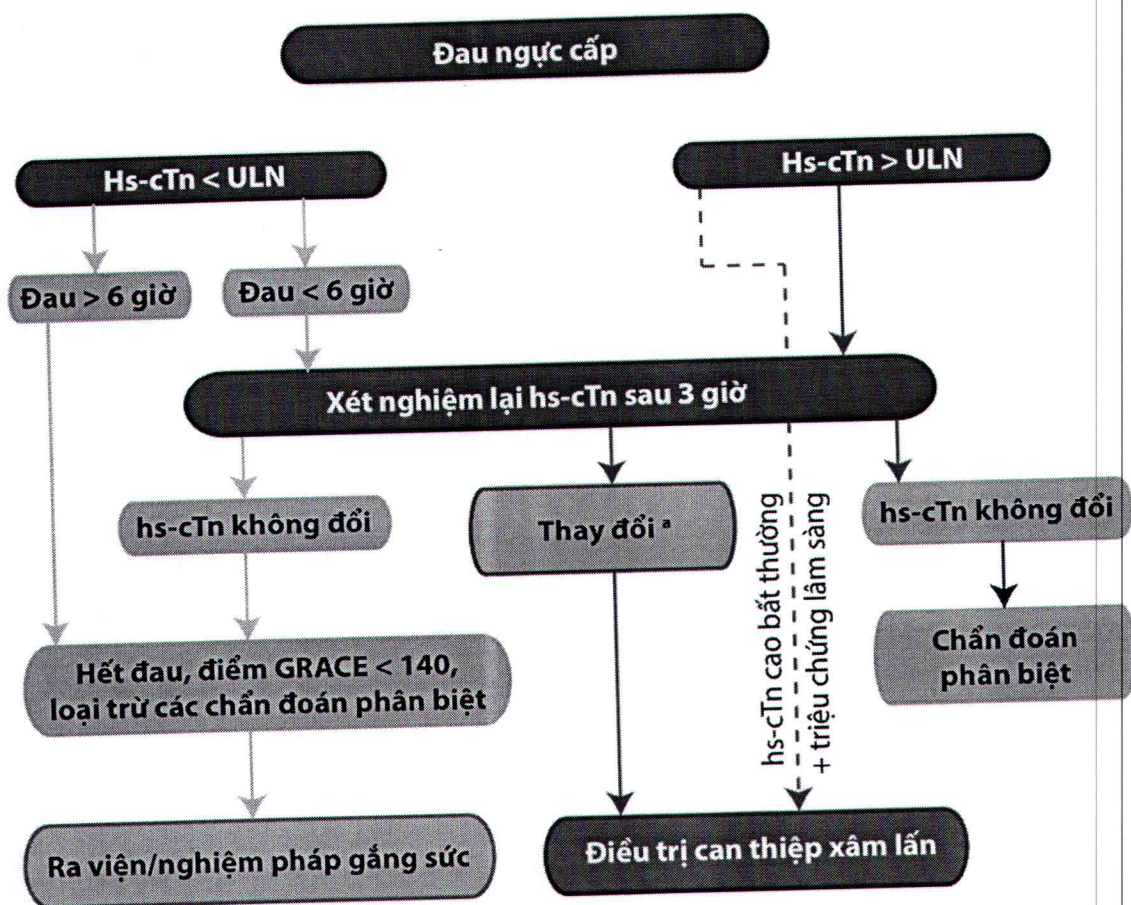 Đau ngực cấp
Hs-cTn < ULN
Hs-cTn > ULN
Đau > 6 giờ
Đau < 6 giờ
Xét nghiệm lại hs-cTn sau 3 giờ
hs-cTn không đổi
Thay đổi ª
hs-cTn cao bất thường
+ triệu chứng lâm sàng
hs-cTn không đổi
Hết đau, điểm GRACE < 140,
loại trừ các chẩn đoán phân biệt
Chẩn đoán
phân biệt
Ra viện/nghiệm pháp gắng sức
Điều trị can thiệp xâm lấn